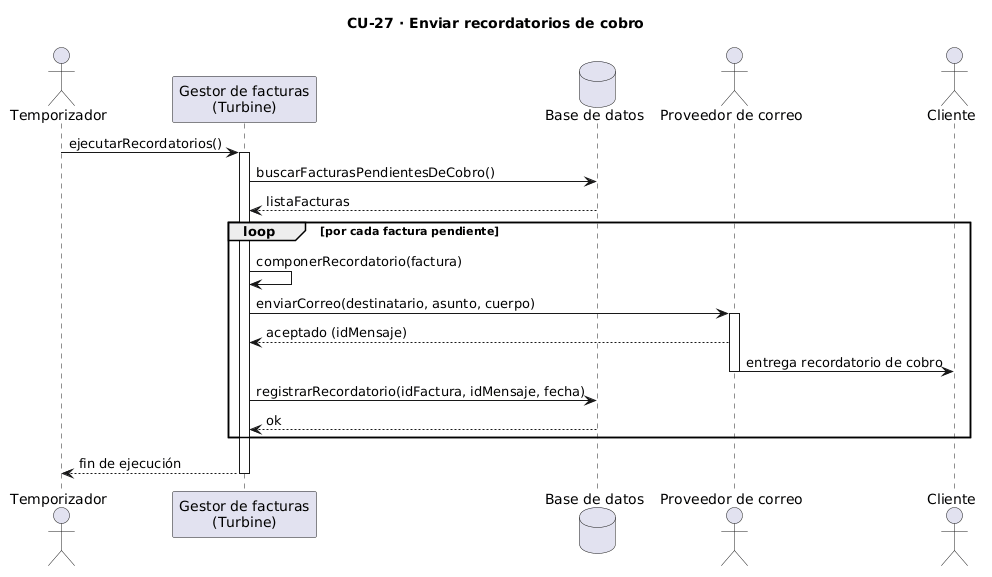 CU-27 · Enviar recordatorios de cobro
Temporizador
Gestor de facturas
(Turbine)
Base de datos
Proveedor de correo
Cliente
ejecutarRecordatorios()
buscarFacturasPendientesDeCobro()
listaFacturas
loop
[por cada factura pendiente]
componerRecordatorio(factura)
enviarCorreo(destinatario, asunto, cuerpo)
aceptado (idMensaje)
entrega recordatorio de cobro
registrarRecordatorio(idFactura, idMensaje, fecha)
ok
fin de ejecución
Temporizador
Gestor de facturas
(Turbine)
Base de datos
Proveedor de correo
Cliente